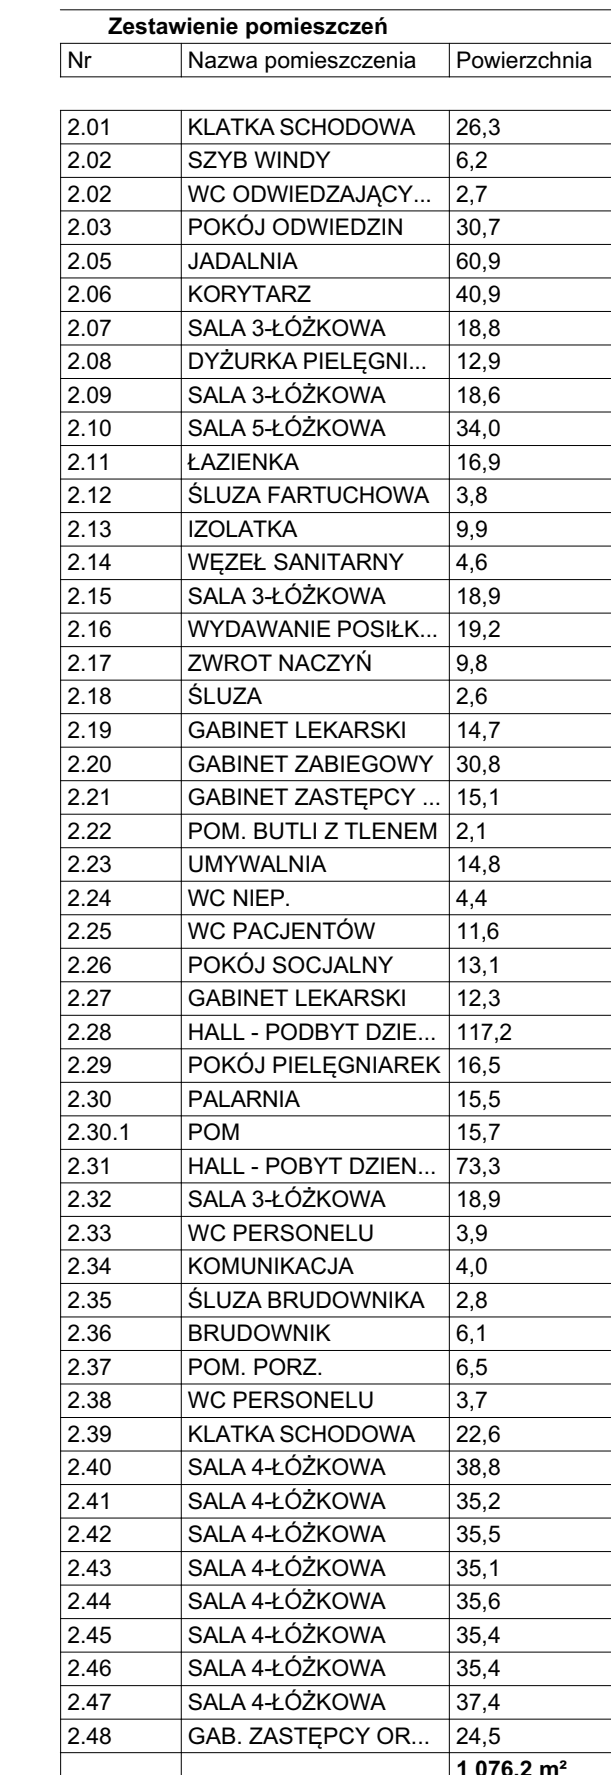 Zestawienie pomieszczeń
Nr Nazwa pomieszczenia Powierzchnia
2.01 KLATKA SCHODOWA 26,3
2.02 SZYB WINDY 6,2
2.02 WC ODWIEDZAJĄCY... 2,7
2.03 POKÓJ ODWIEDZIN 30,7
2.05 JADALNIA 60,9
2.06 KORYTARZ 40,9
2.07 SALA 3-ŁÓŻKOWA 18,8
2.08 DYŻURKA PIELĘGNI... 12,9
2.09 SALA 3-ŁÓŻKOWA 18,6
2.10 SALA 5-ŁÓŻKOWA 34,0
2.11 ŁAZIENKA 16,9
2.12 ŚLUZA FARTUCHOWA 3,8
2.13 IZOLATKA 9,9
2.14 WĘZEŁ SANITARNY 4,6
2.15 SALA 3-ŁÓŻKOWA 18,9
2.16 WYDAWANIE POSIŁK... 19,2
2.17 ZWROT NACZYŃ 9,8
2.18 ŚLUZA 2,6
2.19 GABINET LEKARSKI 14,7
2.20 GABINET ZABIEGOWY 30,8
2.21 GABINET ZASTĘPCY ... 15,1
2.22 POM. BUTLI Z TLENEM 2,1
2.23 UMYWALNIA 14,8
2.24 WC NIEP. 4,4
2.25 WC PACJENTÓW 11,6
2.26 POKÓJ SOCJALNY 13,1
2.27 GABINET LEKARSKI 12,3
2.28 HALL - PODBYT DZIE... 117,2
2.29 POKÓJ PIELĘGNIAREK 16,5
2.30 PALARNIA 15,5
2.30.1 POM 15,7
2.31 HALL - POBYT DZIEN... 73,3
2.32 SALA 3-ŁÓŻKOWA 18,9
2.33 WC PERSONELU 3,9
2.34 KOMUNIKACJA 4,0
2.35 ŚLUZA BRUDOWNIKA 2,8
2.36 BRUDOWNIK 6,1
2.37 POM. PORZ. 6,5
2.38 WC PERSONELU 3,7
2.39 KLATKA SCHODOWA 22,6
2.40 SALA 4-ŁÓŻKOWA 38,8
2.41 SALA 4-ŁÓŻKOWA 35,2
2.42 SALA 4-ŁÓŻKOWA 35,5
2.43 SALA 4-ŁÓŻKOWA 35,1
2.44 SALA 4-ŁÓŻKOWA 35,6
2.45 SALA 4-ŁÓŻKOWA 35,4
2.46 SALA 4-ŁÓŻKOWA 35,4
2.47 SALA 4-ŁÓŻKOWA 37,4
2.48 GAB. ZASTĘPCY OR... 24,5
1 076,2 m²